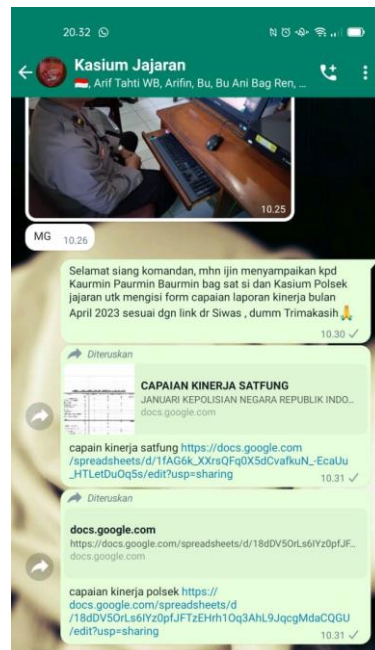 20.32
Kasium Jajaran
, Arif Tahti WB, Arifin, Bu, Bu Ani Bag Ren, ...
10.25
MG 10.26
Selamat siang komandan, mhn ijin menyampaikan kpd
Kaurmin Paurmin Baurmin bag sat si dan Kasium Polsek
jajaran utk mengisi form capaian laporan kinerja bulan
April 2023 sesuai dgn link dr Siwas , dumm Trimakasih
10.30
Diteruskan
CAPAIAN KINERJA SATFUNG
JANUARI KEPOLISIAN NEGARA REPUBLIK INDO...
docs.google.com
capain kinerja satfung https://docs.google.com
/spreadsheets/d/1fAG6k_XXrsQFq0X5dCvafkuN_-EcaUu
_HTLetDuOq5s/edit?usp=sharing
10.31
Diteruskan
docs.google.com
https://docs.google.com/spreadsheets/d/18dDV5OrLs6IYz0pfJF...
docs.google.com
capaian kinerja polsek https://
docs.google.com/spreadsheets/d
/18dDV5OrLs6IYz0pfJFTzEHrh1Oq3AhL9JqcgMdaCQGU
/edit?usp=sharing
10.31